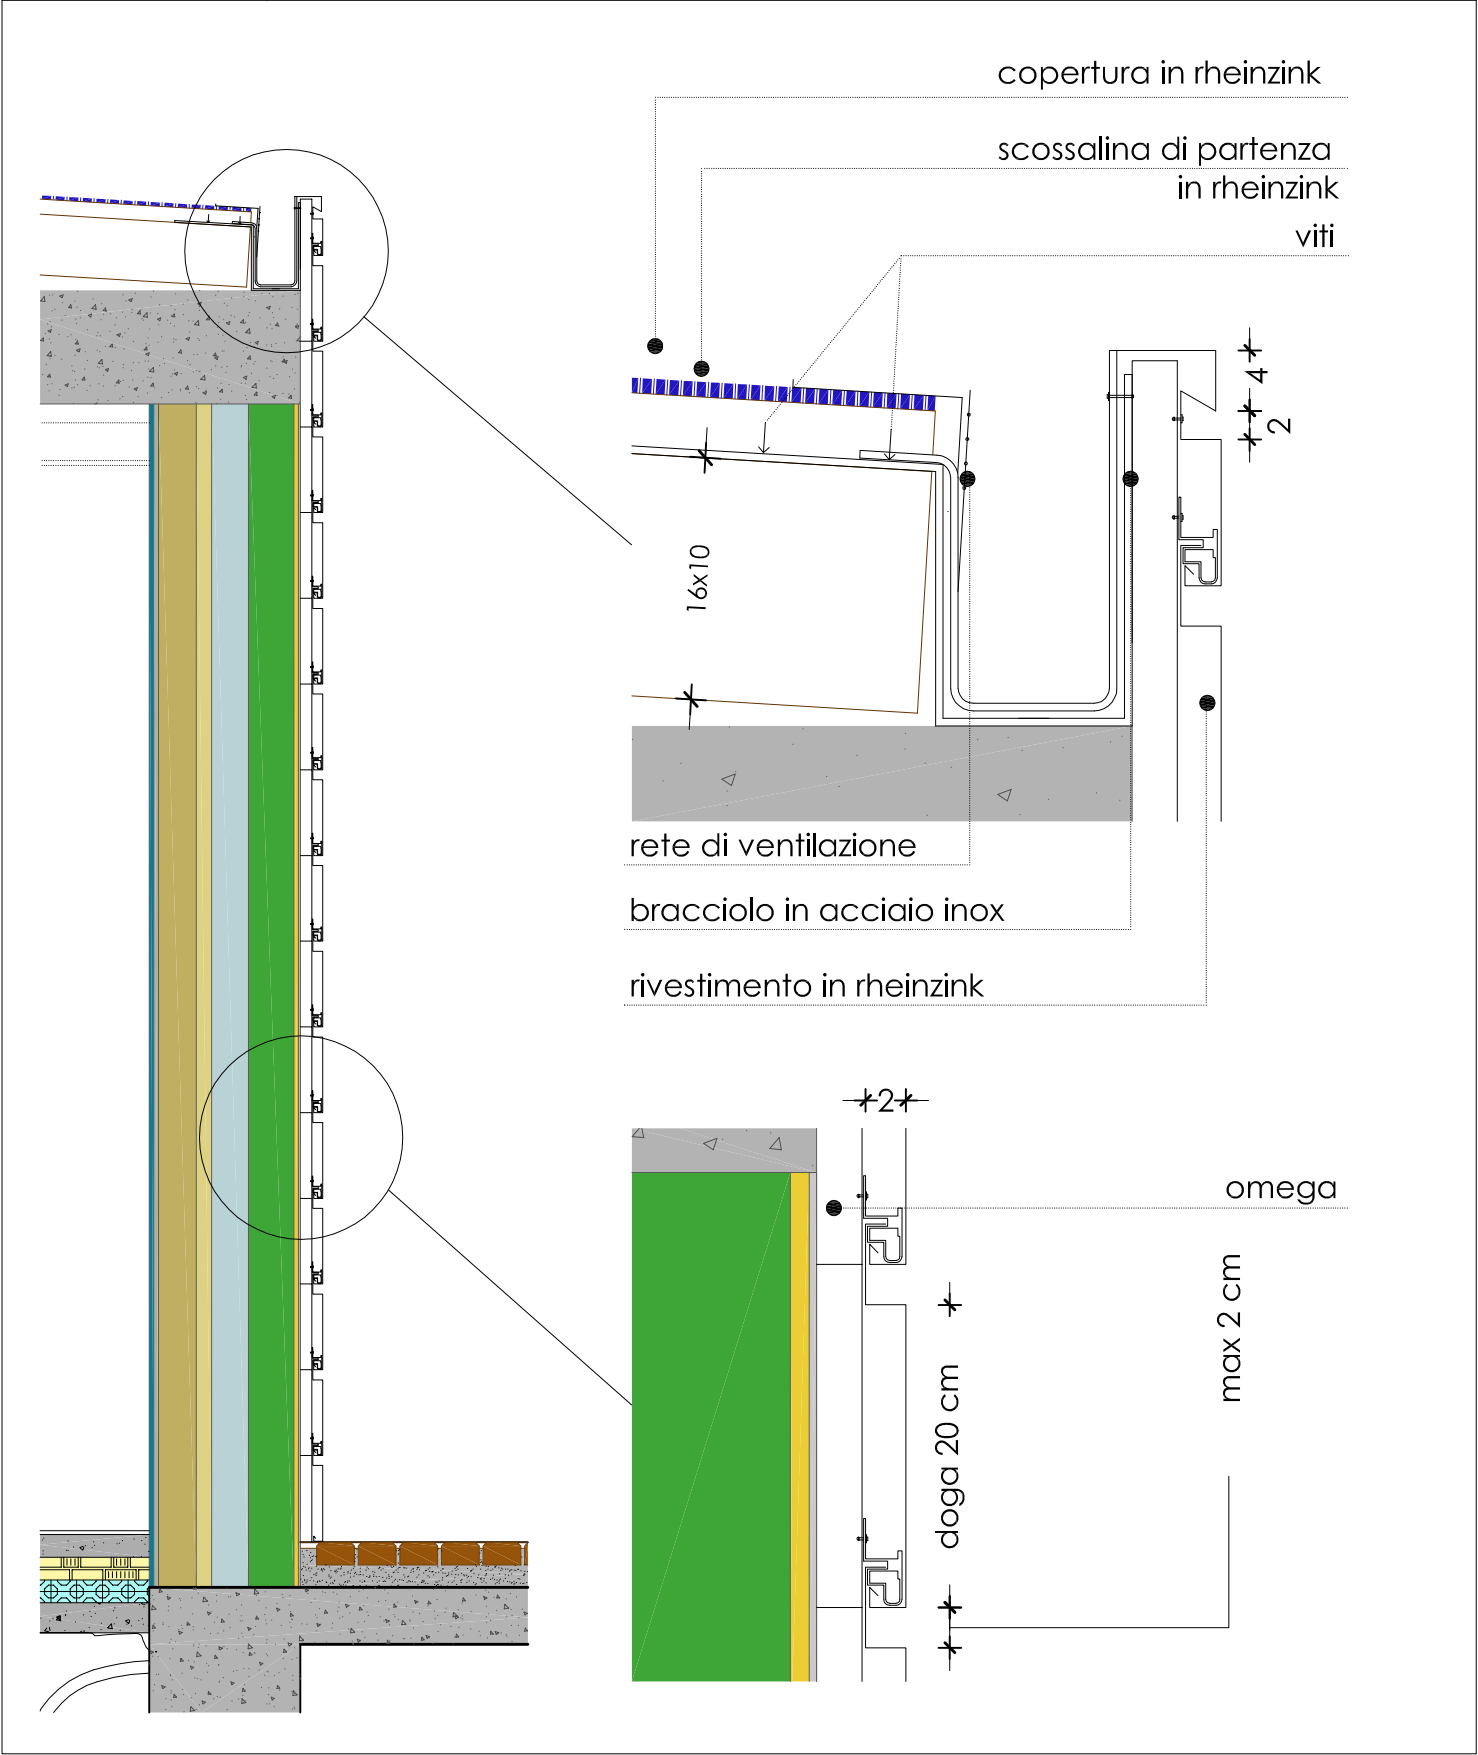 copertura in rheinzink
scossalina di partenza
in rheinzink
viti
4
2
16x10
rete di ventilazione
bracciolo in acciaio inox
rivestimento in rheinzink
2
omega
max 2 cm
doga 20 cm